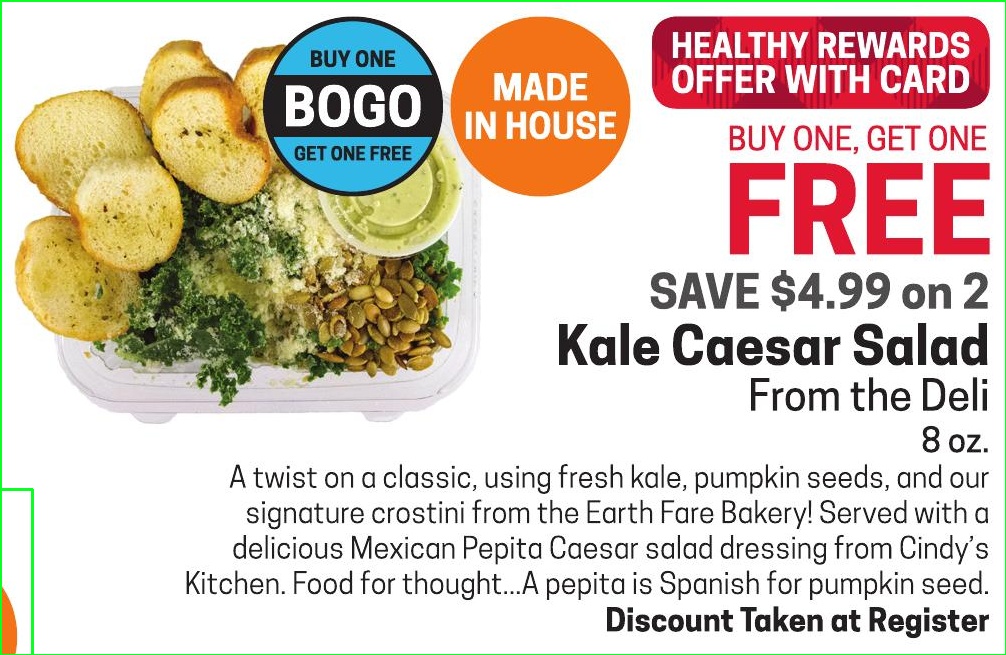 BUY ONE
BOGO
GET ONE FREE
MADE
IN HOUSE
HEALTHY REWARDS
OFFER WITH CARD
BUY ONE, GET ONE
FREE
SAVE $4.99 on 2
Kale Caesar Salad
From the Deli
8 oz.
A twist on a classic, using fresh kale, pumpkin seeds, and our
signature crostini from the Earth Fare Bakery! Served with a
delicious Mexican Pepita Caesar salad dressing from Cindy’s
Kitchen. Food for thought...A pepita is Spanish for pumpkin seed.
Discount Taken at Register